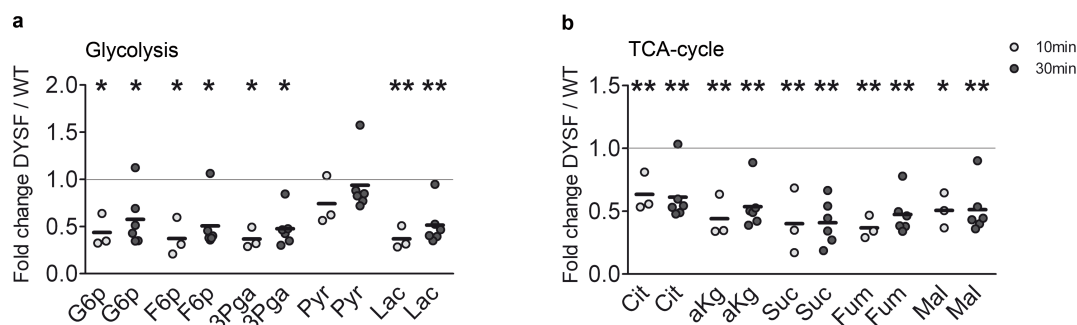 a
Glycolysis
Fold change DYSF / WT
2.0
1.5
1.0
0.5
0.0
* * * * * * ** **
G6p G6p F6p F6p 3Pga 3Pga Pyr Pyr Lac Lac
b
TCA-cycle
Fold change DYSF / WT
1.5
1.0
0.5
0.0
** ** ** ** ** ** ** ** * **
Cit Cit aKg aKg Suc Suc Fum Fum Mal Mal
10min
30min